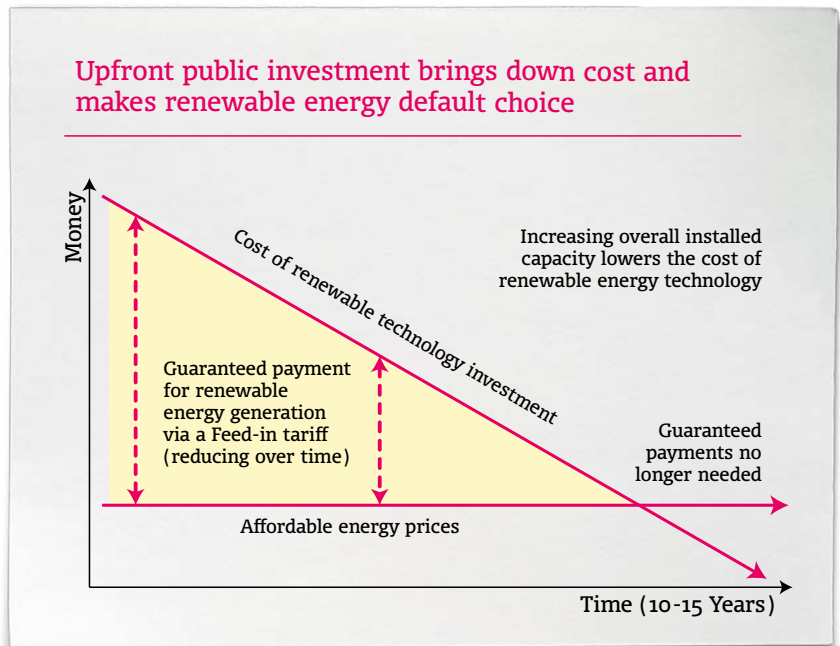 Upfront public investment brings down cost and
makes renewable energy default choice
Money
Cost of renewable technology investment
Increasing overall installed
capacity lowers the cost of
renewable energy technology
Guaranteed payment
for renewable
energy generation
via a Feed-in tariff
(reducing over time)
Guaranteed
payments no
longer needed
Affordable energy prices
Time (10-15 Years)